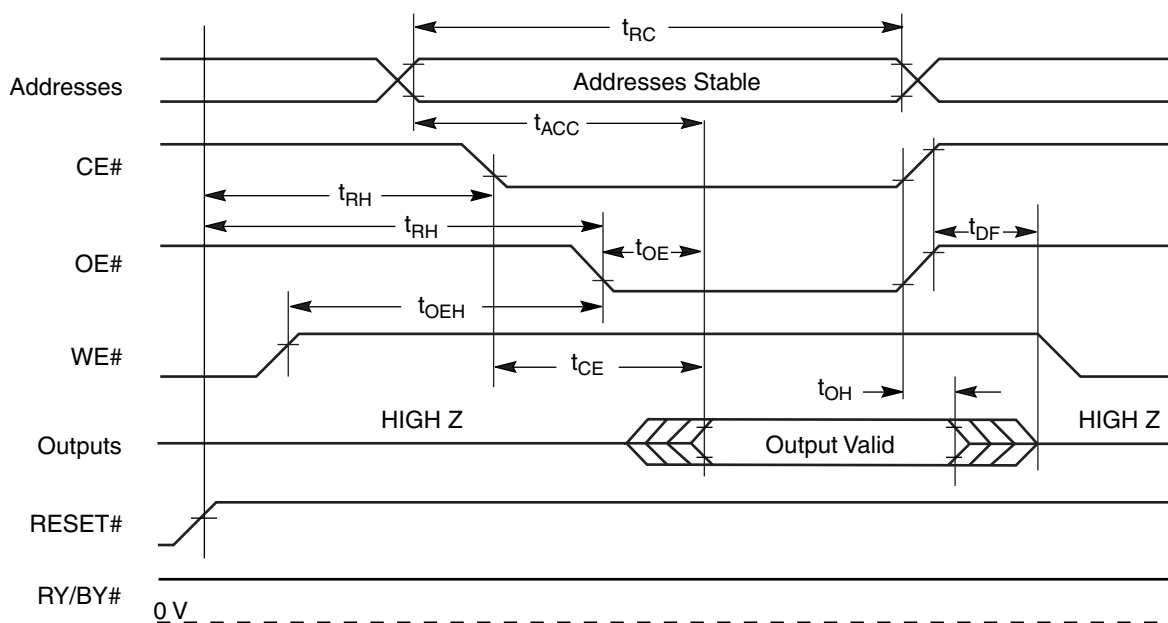 tRC
Addresses
Addresses Stable
tACC
CE#
tRH
tRH
tOE
tDF
OE#
tOEH
WE#
tCE
tOH
HIGH Z
HIGH Z
Outputs
Output Valid
RESET#
RY/BY#
0 V